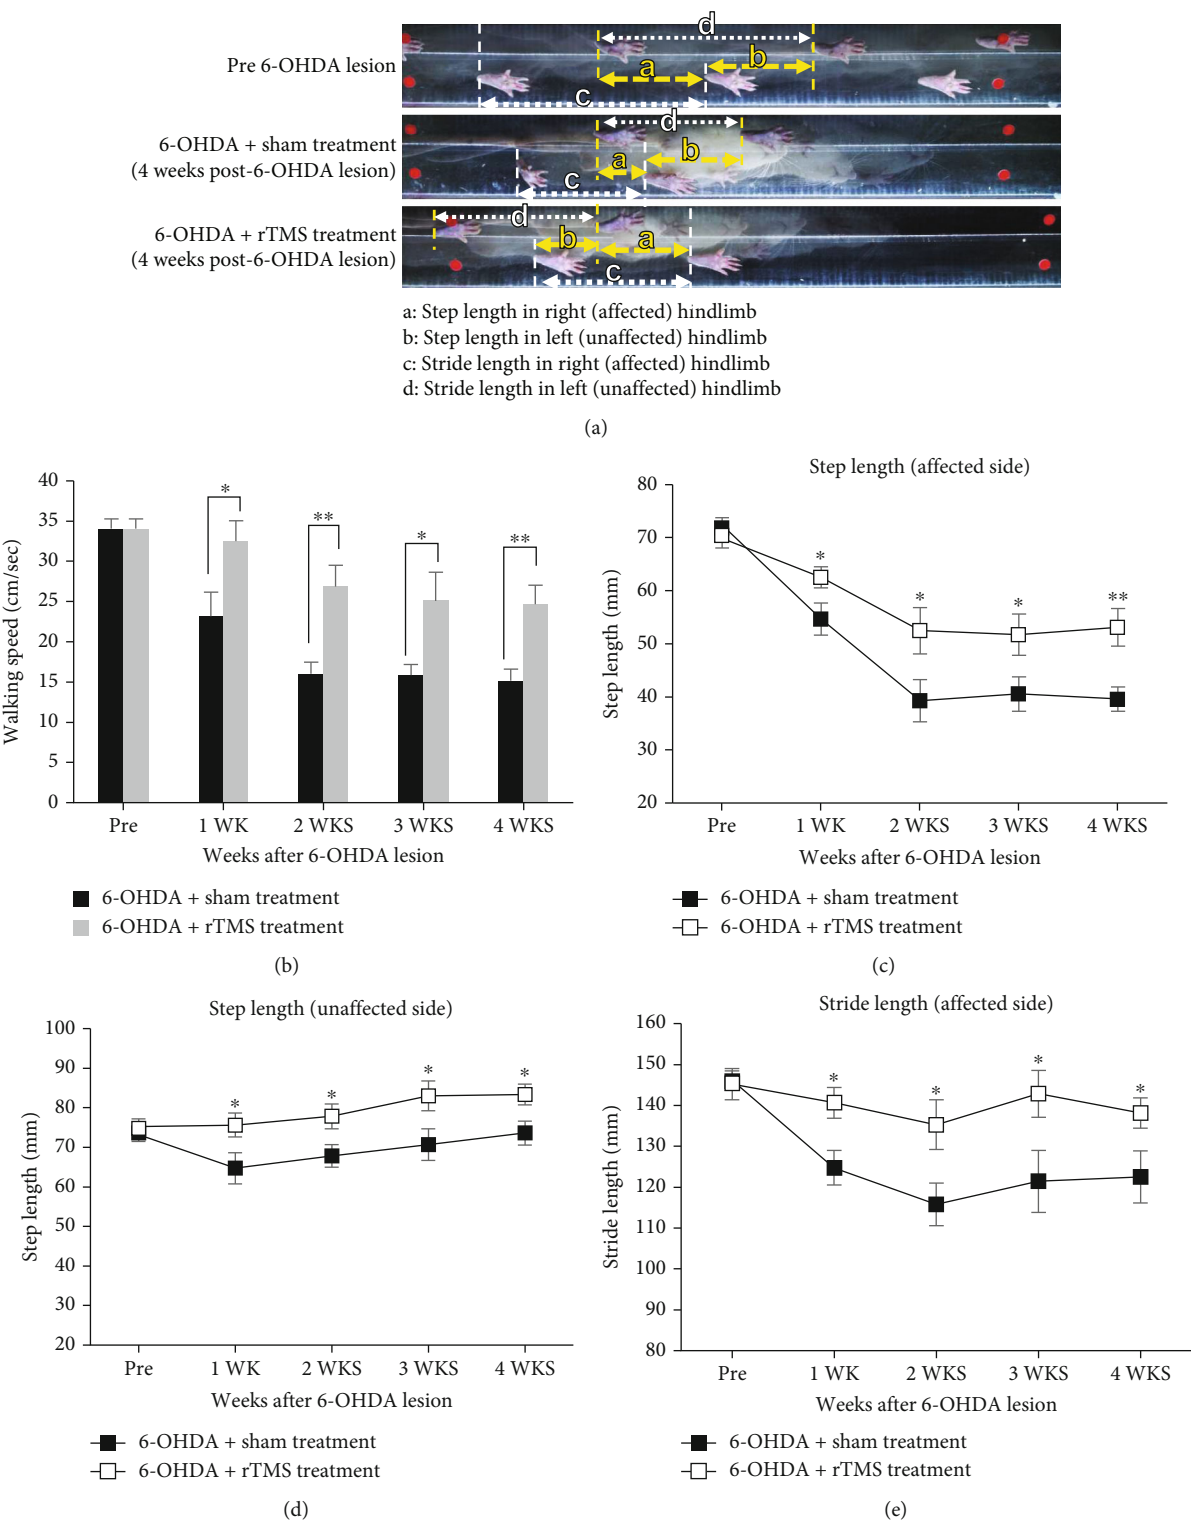 Pre 6-OHDA lesion
d
a
b
c
6-OHDA + sham treatment
(4 weeks post-6-OHDA lesion)
d
a
b
c
6-OHDA + rTMS treatment
(4 weeks post-6-OHDA lesion)
d
b
a
c
a: Step length in right (affected) hindlimb
b: Step length in left (unaffected) hindlimb
c: Stride length in right (affected) hindlimb
d: Stride length in left (unaffected) hindlimb
(a)
Walking speed (cm/sec)
40
35
30
25
20
15
10
5
0
*
**
*
**
Pre 1 WK 2 WKS 3 WKS 4 WKS
Weeks after 6-OHDA lesion
6-OHDA + sham treatment
6-OHDA + rTMS treatment
(b)
Step length (affected side)
Step length (mm)
80
70
60
50
40
30
20
*
*
*
**
Pre 1 WK 2 WKS 3 WKS 4 WKS
Weeks after 6-OHDA lesion
6-OHDA + sham treatment
6-OHDA + rTMS treatment
(c)
Step length (unaffected side)
Step length (mm)
100
90
80
70
60
50
40
30
20
*
*
*
*
Pre 1 WK 2 WKS 3 WKS 4 WKS
Weeks after 6-OHDA lesion
6-OHDA + sham treatment
6-OHDA + rTMS treatment
(d)
Stride length (affected side)
Stride length (mm)
160
150
140
130
120
110
100
90
80
*
*
*
*
Pre 1 WK 2 WKS 3 WKS 4 WKS
Weeks after 6-OHDA lesion
6-OHDA + sham treatment
6-OHDA + rTMS treatment
(e)